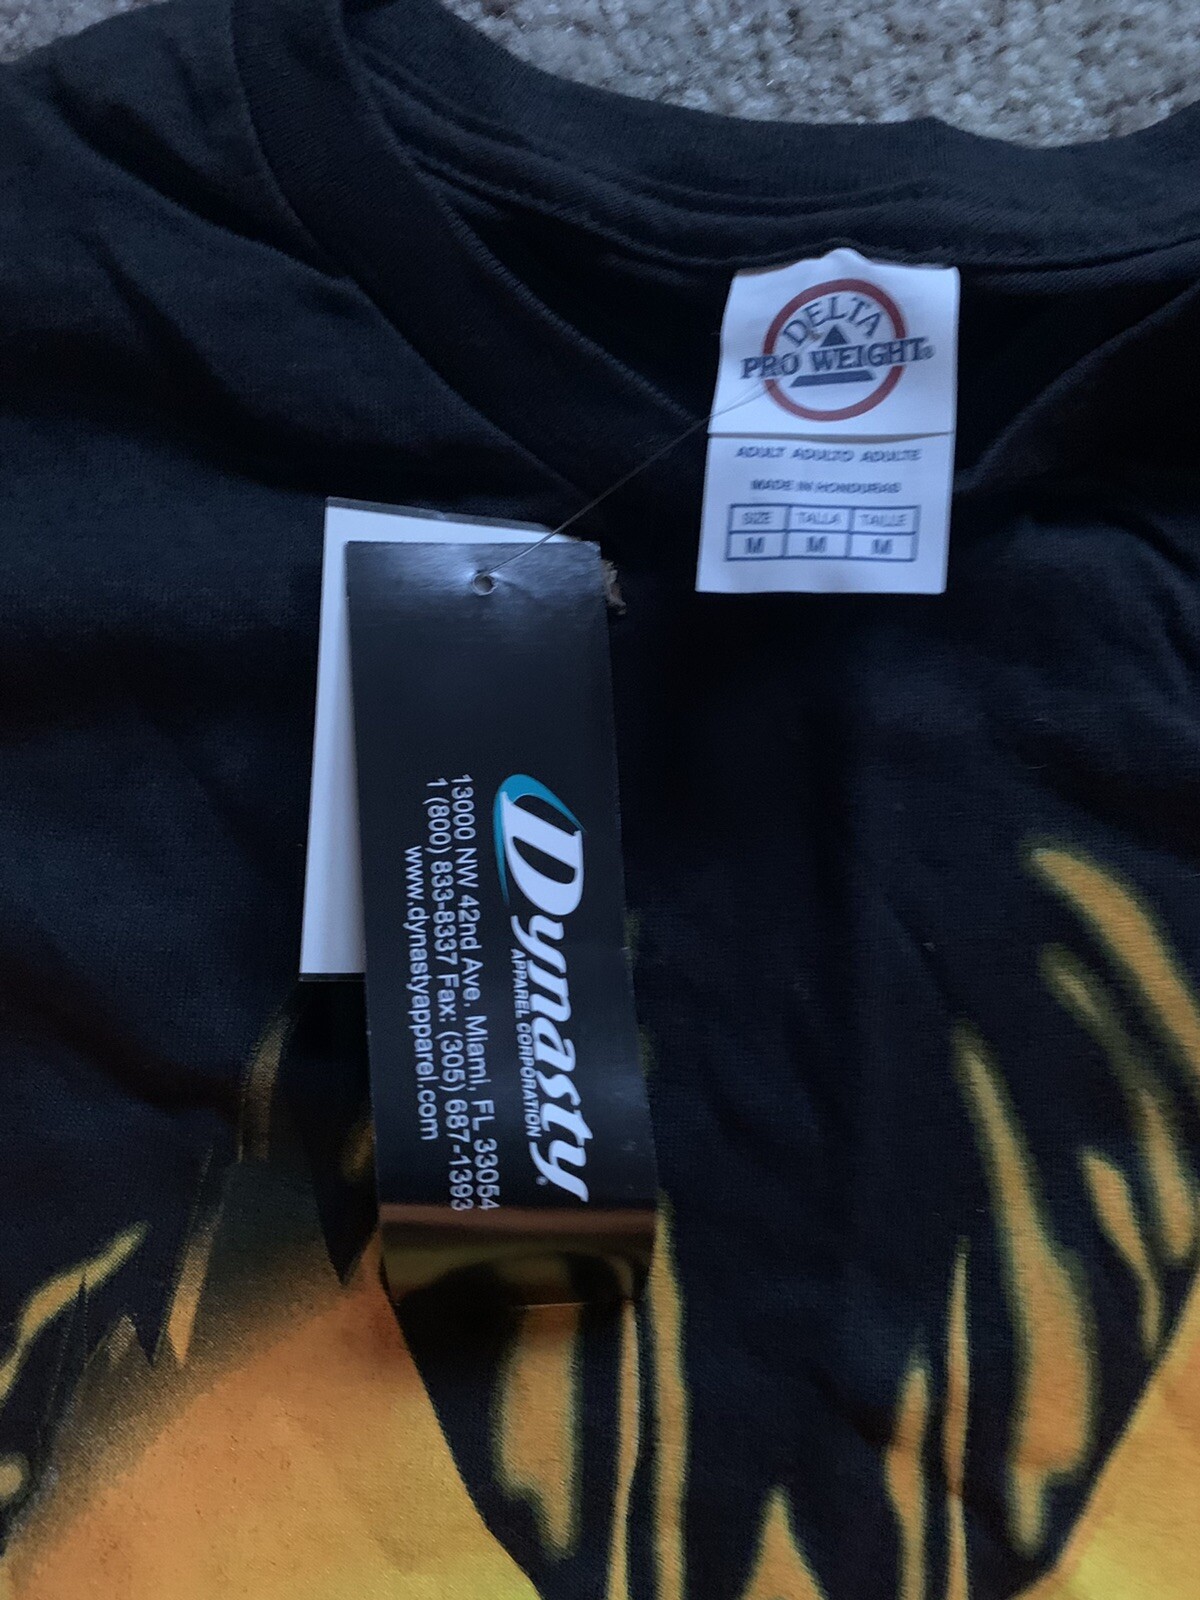 DELTA
PRO WEIGHT®
ADULT ADULTO ADULTE
MADE IN HONDURAS
SIZE TALLA TAILLE
M M M
Dynasty®
APPAREL CORPORATION
13000 NW 42nd Ave. Miami, FL 33054
1 (800) 833-8337 Fax: (305) 687-1393
www.dynastyapparel.com